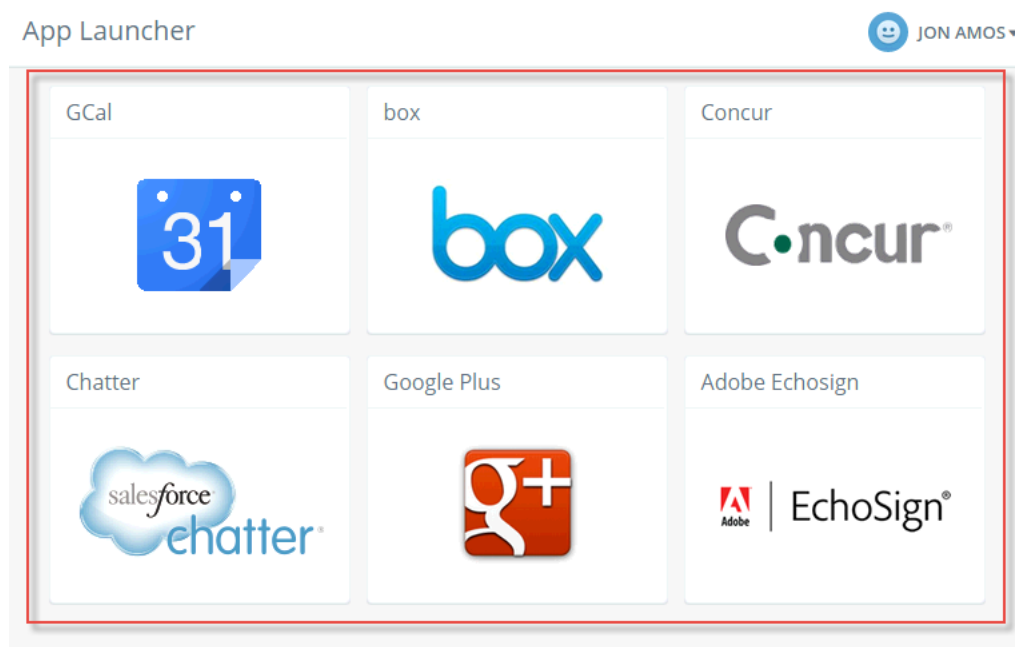 App Launcher
JON AMOS
GCal
box
Concur
31
box
Concur®
Chatter
Google Plus
Adobe Echosign
salesforce
chatter
g+
Adobe
EchoSign®